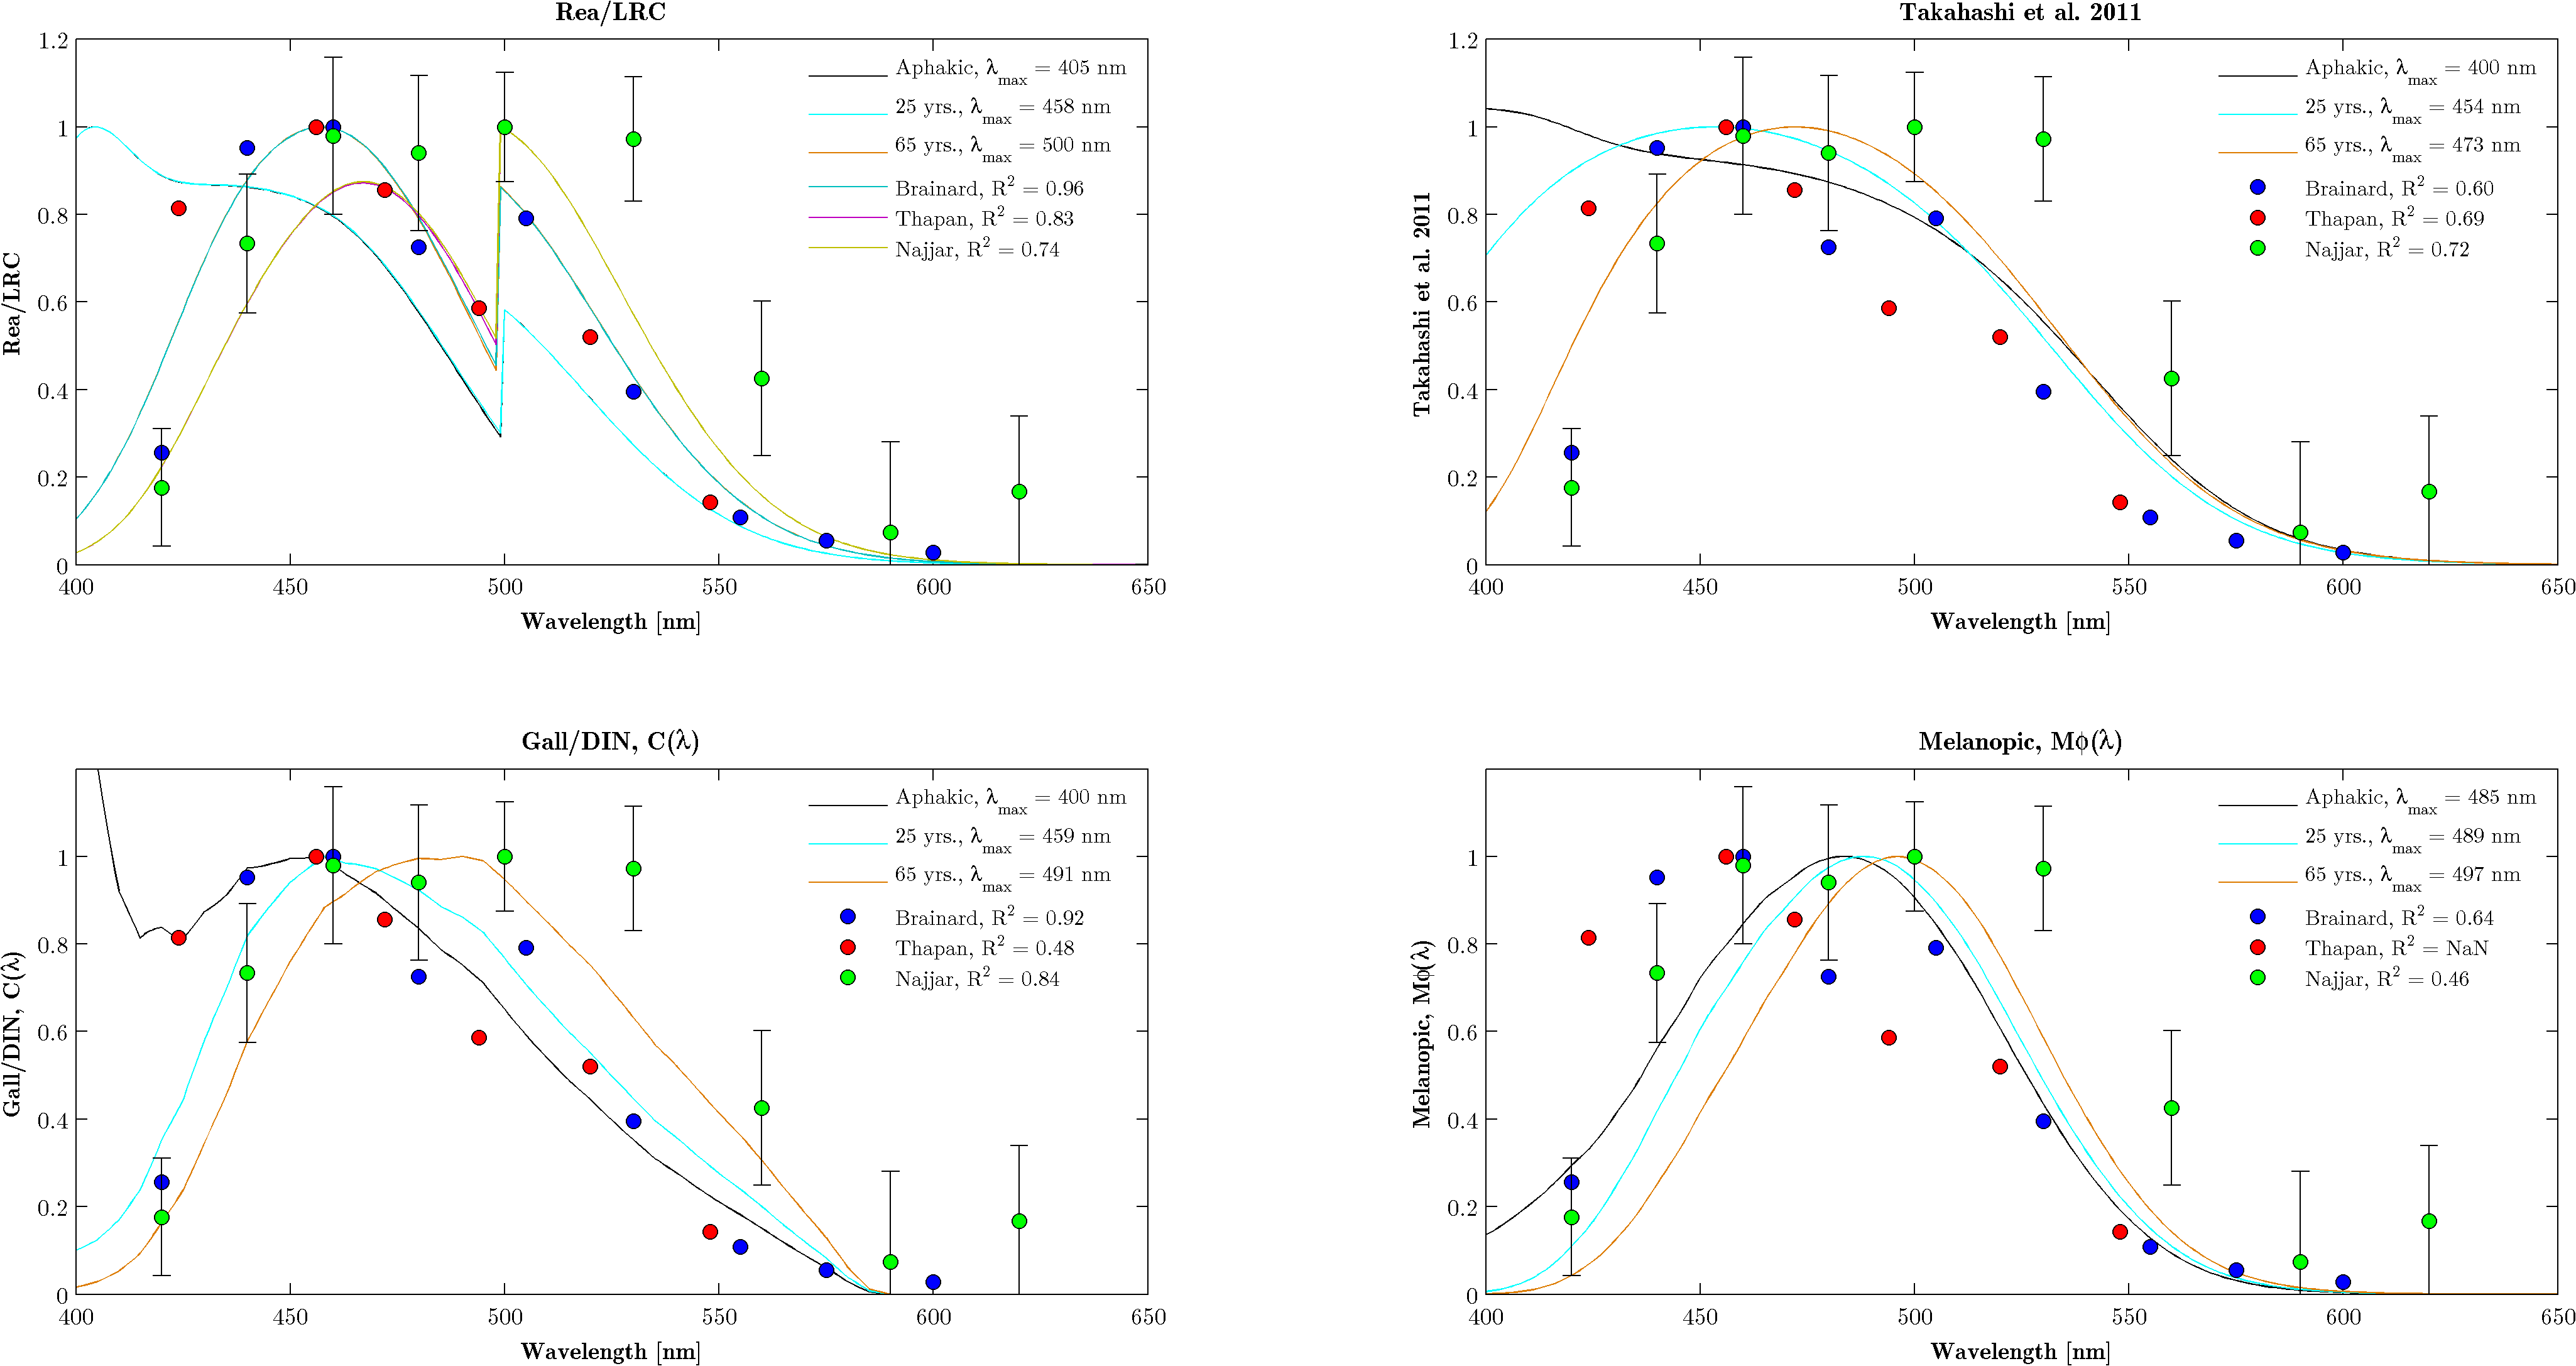 Rea/LRC
Rea/LRC
1.2
1
0.8
0.6
0.4
0.2
0
400 450 500 550 600 650
Wavelength [nm]
Aphakic, λmax = 405 nm
25 yrs., λmax = 458 nm
65 yrs., λmax = 500 nm
Brainard, R² = 0.96
Thapan, R² = 0.83
Najjar, R² = 0.74
Takahashi et al. 2011
Takahashi et al. 2011
1.2
1
0.8
0.6
0.4
0.2
0
400 450 500 550 600 650
Wavelength [nm]
Aphakic, λmax = 400 nm
25 yrs., λmax = 454 nm
65 yrs., λmax = 473 nm
Brainard, R² = 0.60
Thapan, R² = 0.69
Najjar, R² = 0.72
Gall/DIN, C(λ)
Gall/DIN, C(λ)
1
0.8
0.6
0.4
0.2
0
400 450 500 550 600 650
Wavelength [nm]
Aphakic, λmax = 400 nm
25 yrs., λmax = 459 nm
65 yrs., λmax = 491 nm
Brainard, R² = 0.92
Thapan, R² = 0.48
Najjar, R² = 0.84
Melanopic, Mϕ(λ)
Melanopic, Mϕ(λ)
1
0.8
0.6
0.4
0.2
0
400 450 500 550 600 650
Wavelength [nm]
Aphakic, λmax = 485 nm
25 yrs., λmax = 489 nm
65 yrs., λmax = 497 nm
Brainard, R² = 0.64
Thapan, R² = NaN
Najjar, R² = 0.46